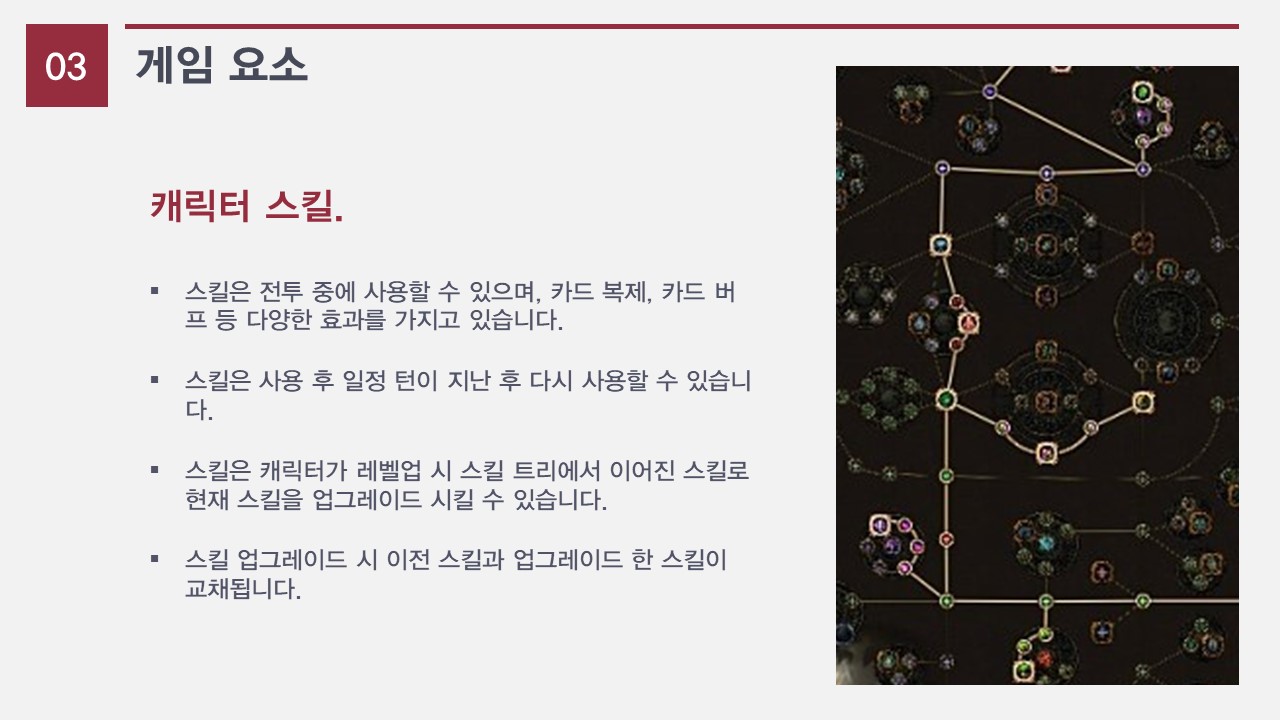 03
게임 요소
캐릭터 스킬.
▪ 스킬은 전투 중에 사용할 수 있으며, 카드 복제, 카드 버
프 등 다양한 효과를 가지고 있습니다.
▪ 스킬은 사용 후 일정 턴이 지난 후 다시 사용할 수 있습니
다.
▪ 스킬은 캐릭터가 레벨업 시 스킬 트리에서 이어진 스킬로
현재 스킬을 업그레이드 시킬 수 있습니다.
▪ 스킬 업그레이드 시 이전 스킬과 업그레이드 한 스킬이
교채됩니다.